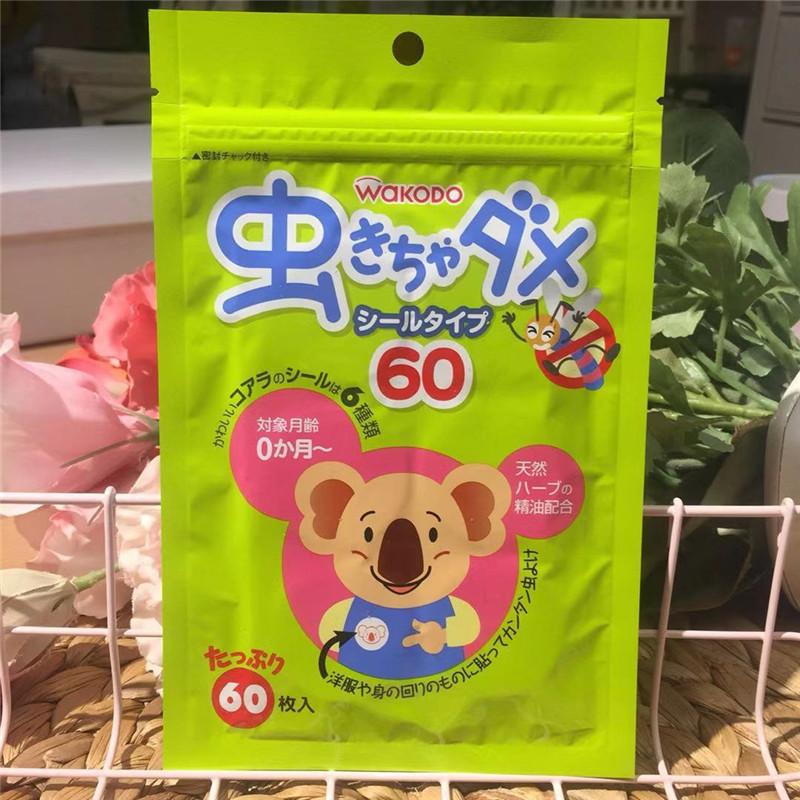 ▲密封チャック付き
WaKODO
虫きちゃダメ
シールタイプ
60
かわいいコアラのシールは6種類
対象月齢
0か月〜
天然
ハーブの
精油配合
洋服や身の回りのものに貼ってカンタン虫よけ
たっぷり
60枚入